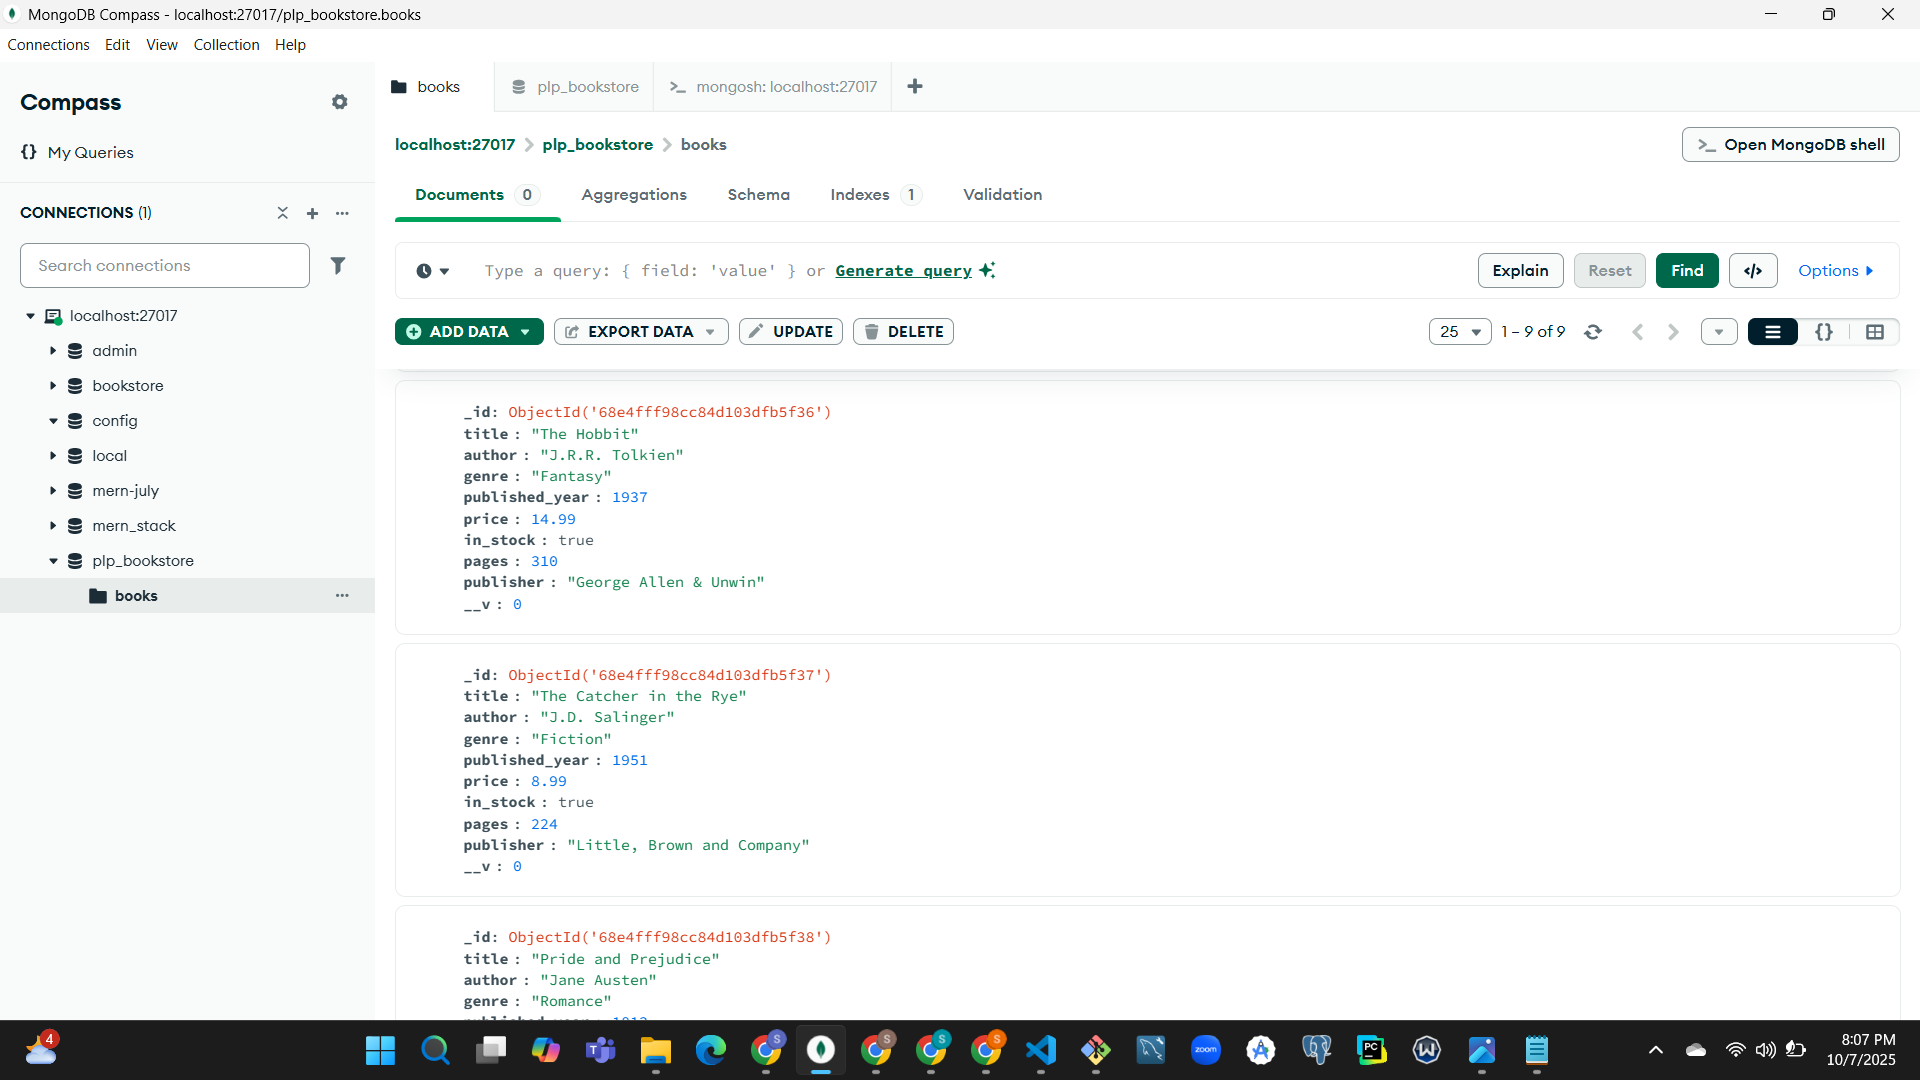 MongoDB Compass - localhost:27017/plp_bookstore.books
Connections Edit View Collection Help
Compass
My Queries
CONNECTIONS (1)
Search connections
localhost:27017
admin
bookstore
config
local
mern-july
mern_stack
plp_bookstore
books
books plp_bookstore mongosh: localhost:27017
localhost:27017 > plp_bookstore > books
>_ Open MongoDB shell
Documents 0 Aggregations Schema Indexes 1 Validation
Type a query: { field: 'value' } or Generate query
Explain Reset Find </> Options
ADD DATA EXPORT DATA UPDATE DELETE
25 1 – 9 of 9
_id: ObjectId('68e4fff98cc84d103dfb5f36')
title : "The Hobbit"
author : "J.R.R. Tolkien"
genre : "Fantasy"
published_year : 1937
price : 14.99
in_stock : true
pages : 310
publisher : "George Allen & Unwin"
__v : 0
_id: ObjectId('68e4fff98cc84d103dfb5f37')
title : "The Catcher in the Rye"
author : "J.D. Salinger"
genre : "Fiction"
published_year : 1951
price : 8.99
in_stock : true
pages : 224
publisher : "Little, Brown and Company"
__v : 0
_id: ObjectId('68e4fff98cc84d103dfb5f38')
title : "Pride and Prejudice"
author : "Jane Austen"
genre : "Romance"
4
S
S
S
S
zoom
PC
W
8:07 PM
10/7/2025